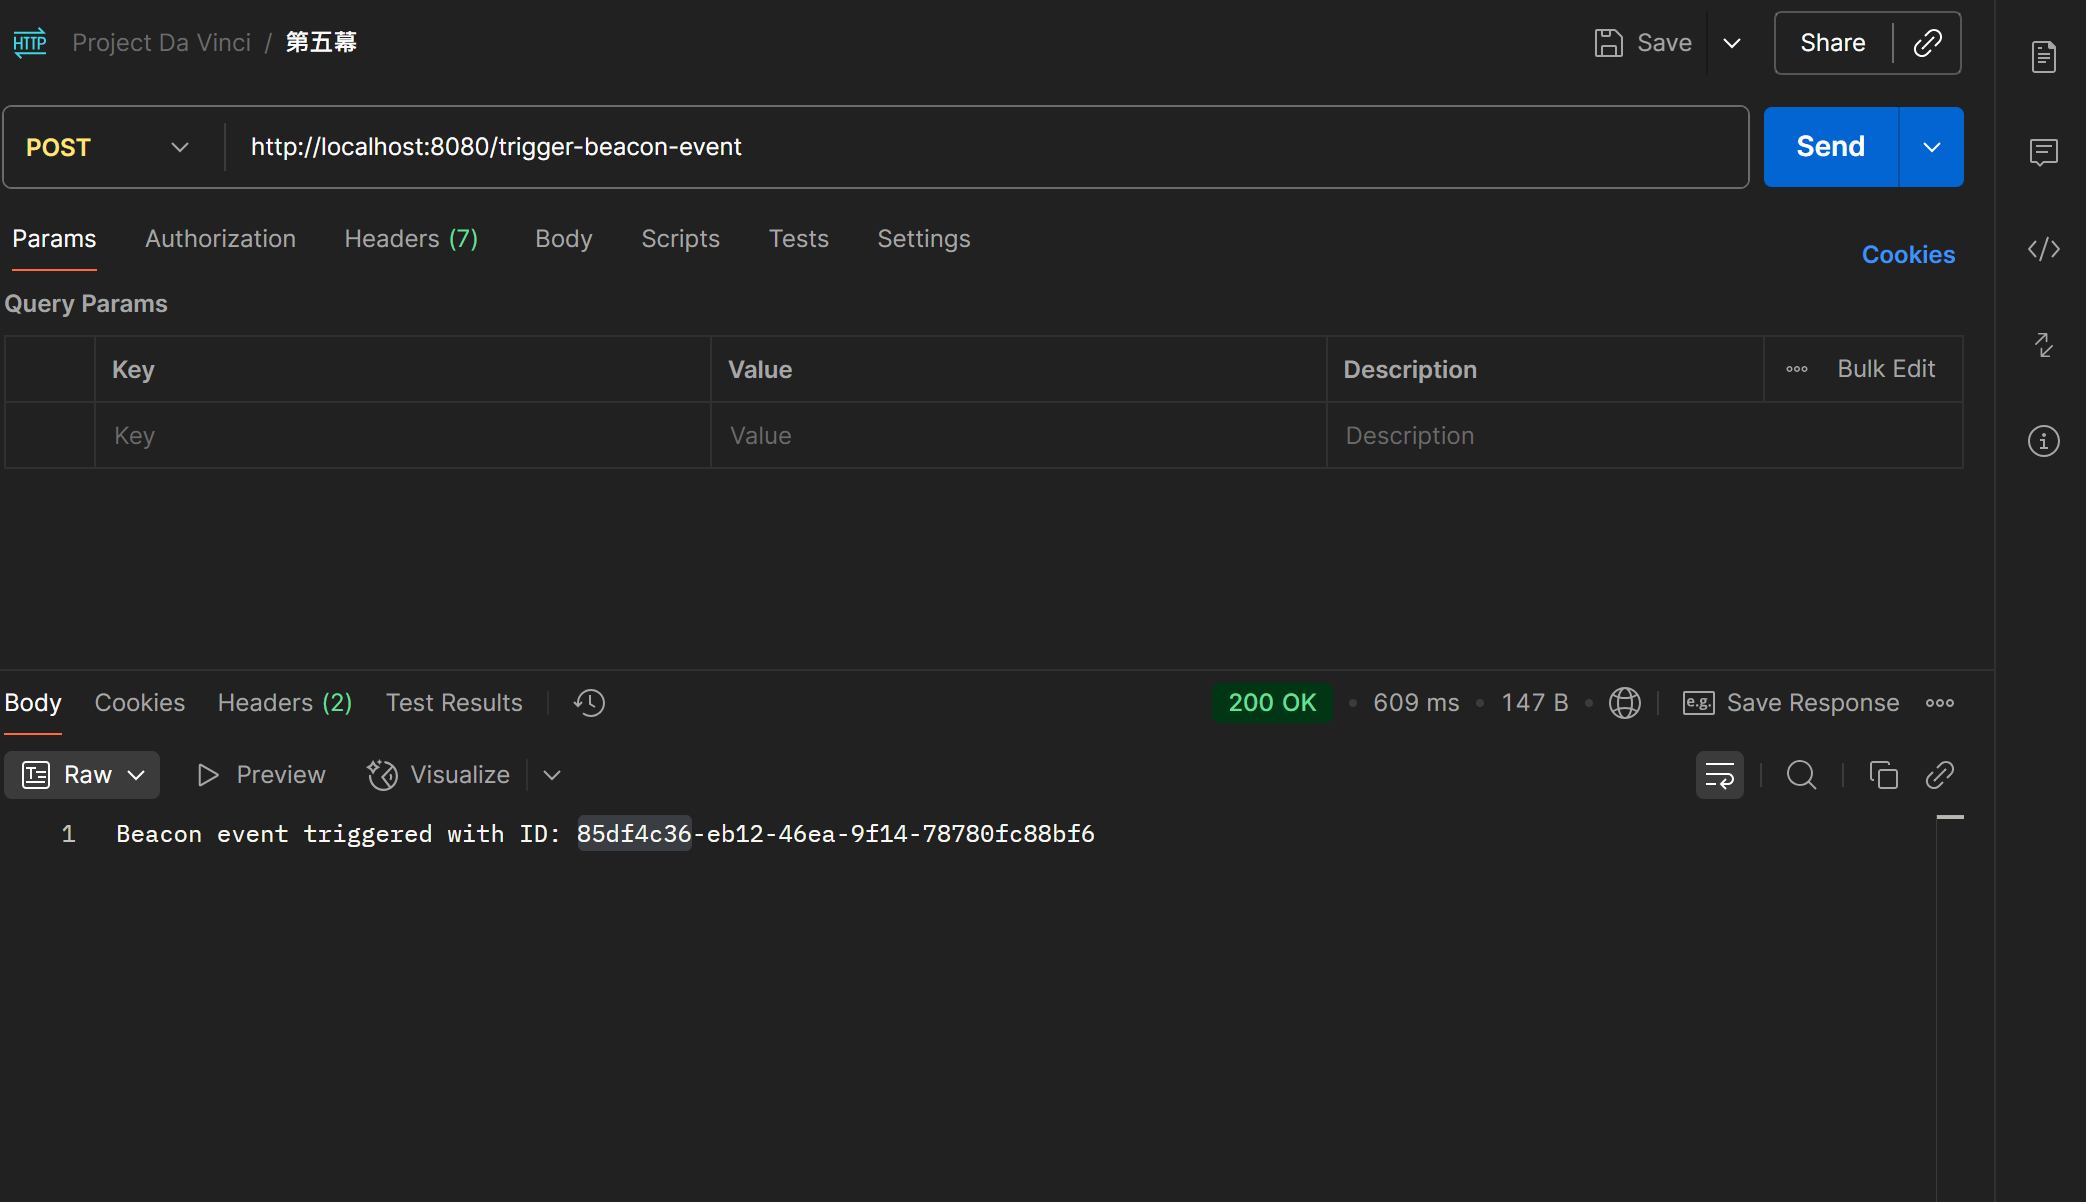 HTTP Project Da Vinci / 第五幕 Save Share
POST http://localhost:8080/trigger-beacon-event Send
Params Authorization Headers (7) Body Scripts Tests Settings Cookies
Query Params
Key Value Description Bulk Edit
Key Value Description
Body Cookies Headers (2) Test Results 200 OK • 609 ms • 147 B • e.g. Save Response
Raw Preview Visualize
1 Beacon event triggered with ID: 85df4c36-eb12-46ea-9f14-78780fc88bf6